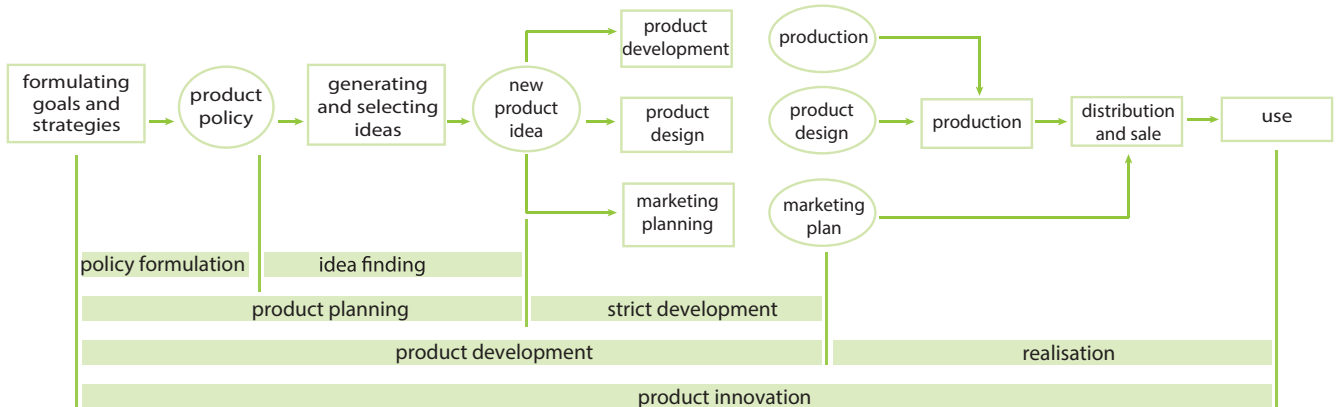 formulating
goals and
strategies
product
policy
generating
and selecting
ideas
new
product
idea
product
development
product
design
marketing
planning
production
product
design
marketing
plan
production
distribution
and sale
use
policy formulation
idea finding
product planning
strict development
product development
realisation
product innovation